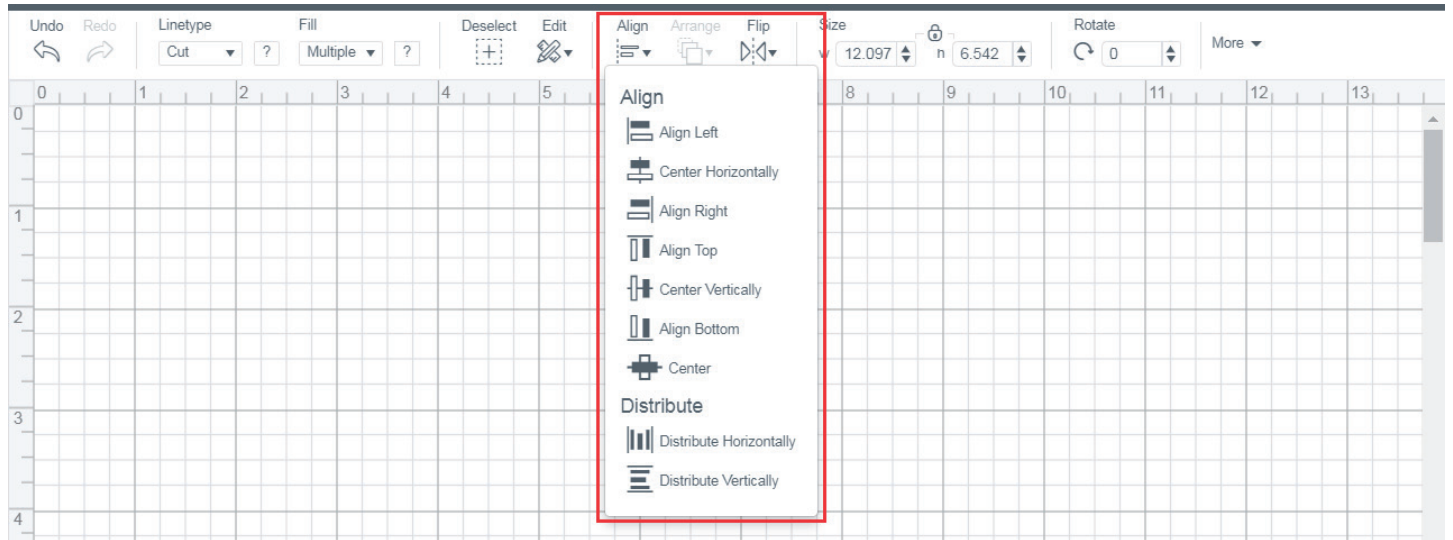 Undo Redo Linetype Fill Deselect Edit Align Arrange Flip Size Rotate
Cut ? Multiple ? w 12.097 h 6.542 0 More
0 1 2 3 4 5 8 9 10 11 12 13
0
Align
Align Left
Center Horizontally
Align Right
1
Align Top
Center Vertically
2
Align Bottom
Center
Distribute
3
Distribute Horizontally
Distribute Vertically
4